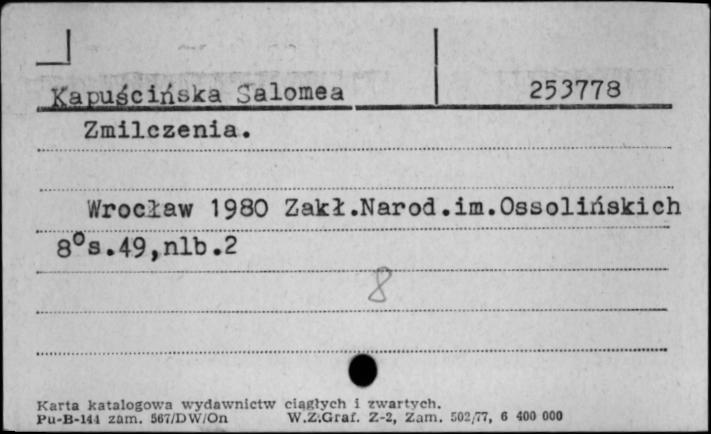 Kapuścińska Salomea 253778
Zmilczenia.
Wrocław 1980 Zakł.Narod.im.Ossolińskich
8°s.49,nlb.2
8
Karta katalogowa wydawnictw ciągłych i zwartych.
Pu-B-144 zam. 567/DW/On W.Z.Graf. Z-2, Zam. 502/77, 6 400 000